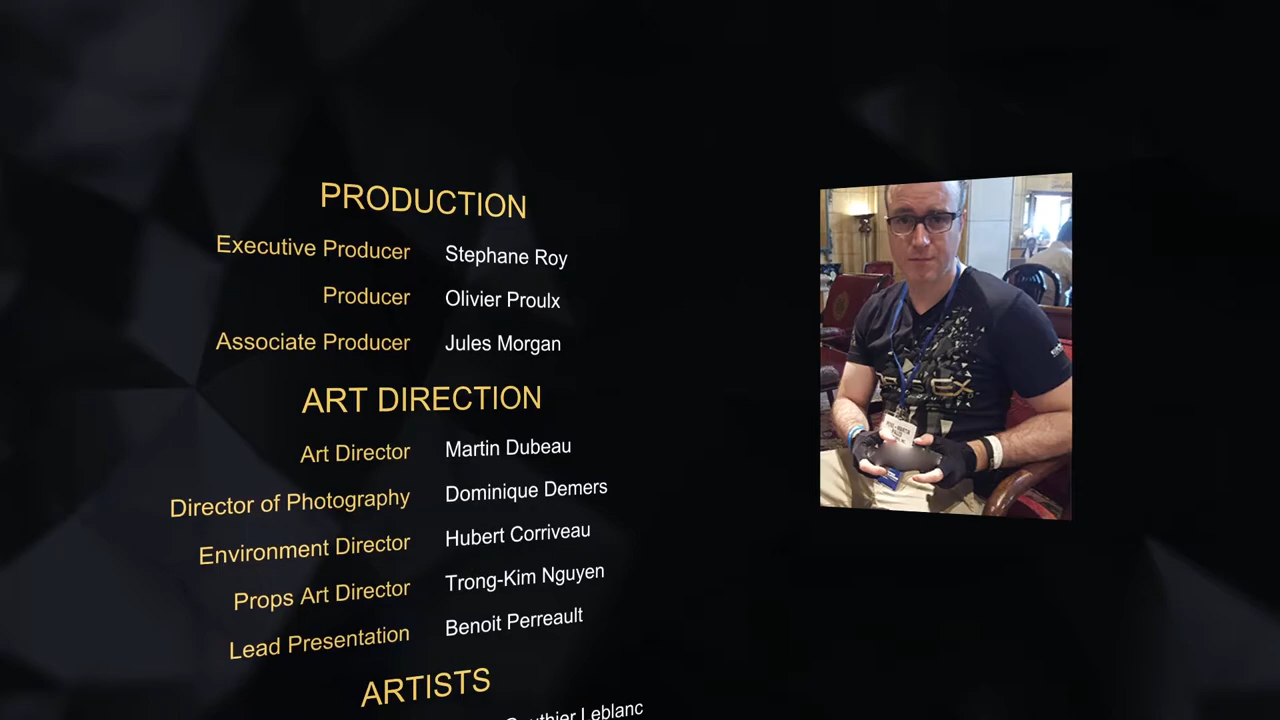 PRODUCTION
Executive Producer Stephane Roy
Producer Olivier Proulx
Associate Producer Jules Morgan
ART DIRECTION
Art Director Martin Dubeau
Director of Photography Dominique Demers
Environment Director Hubert Corriveau
Props Art Director Trong-Kim Nguyen
Lead Presentation Benoit Perreault
ARTISTS
Gauthier Leblanc
EX